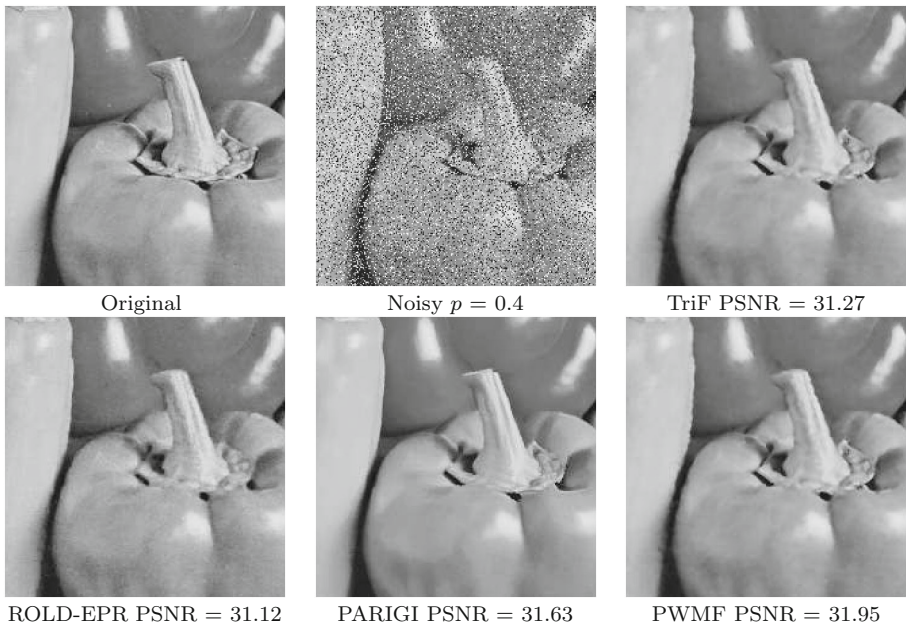 Original
Noisy p = 0.4
TriF PSNR = 31.27
ROLD-EPR PSNR = 31.12
PARIGI PSNR = 31.63
PWMF PSNR = 31.95